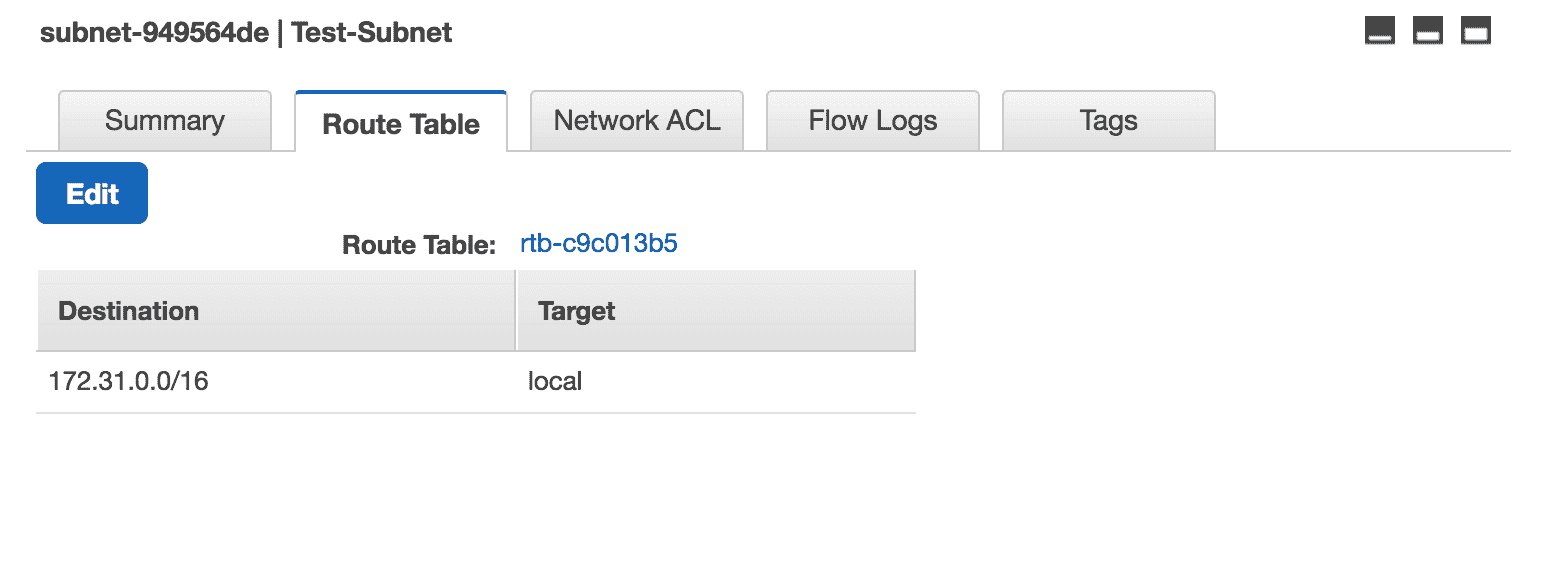 subnet-949564de | Test-Subnet
Summary Route Table Network ACL Flow Logs Tags
Edit
Route Table: rtb-c9c013b5
Destination Target
172.31.0.0/16 local